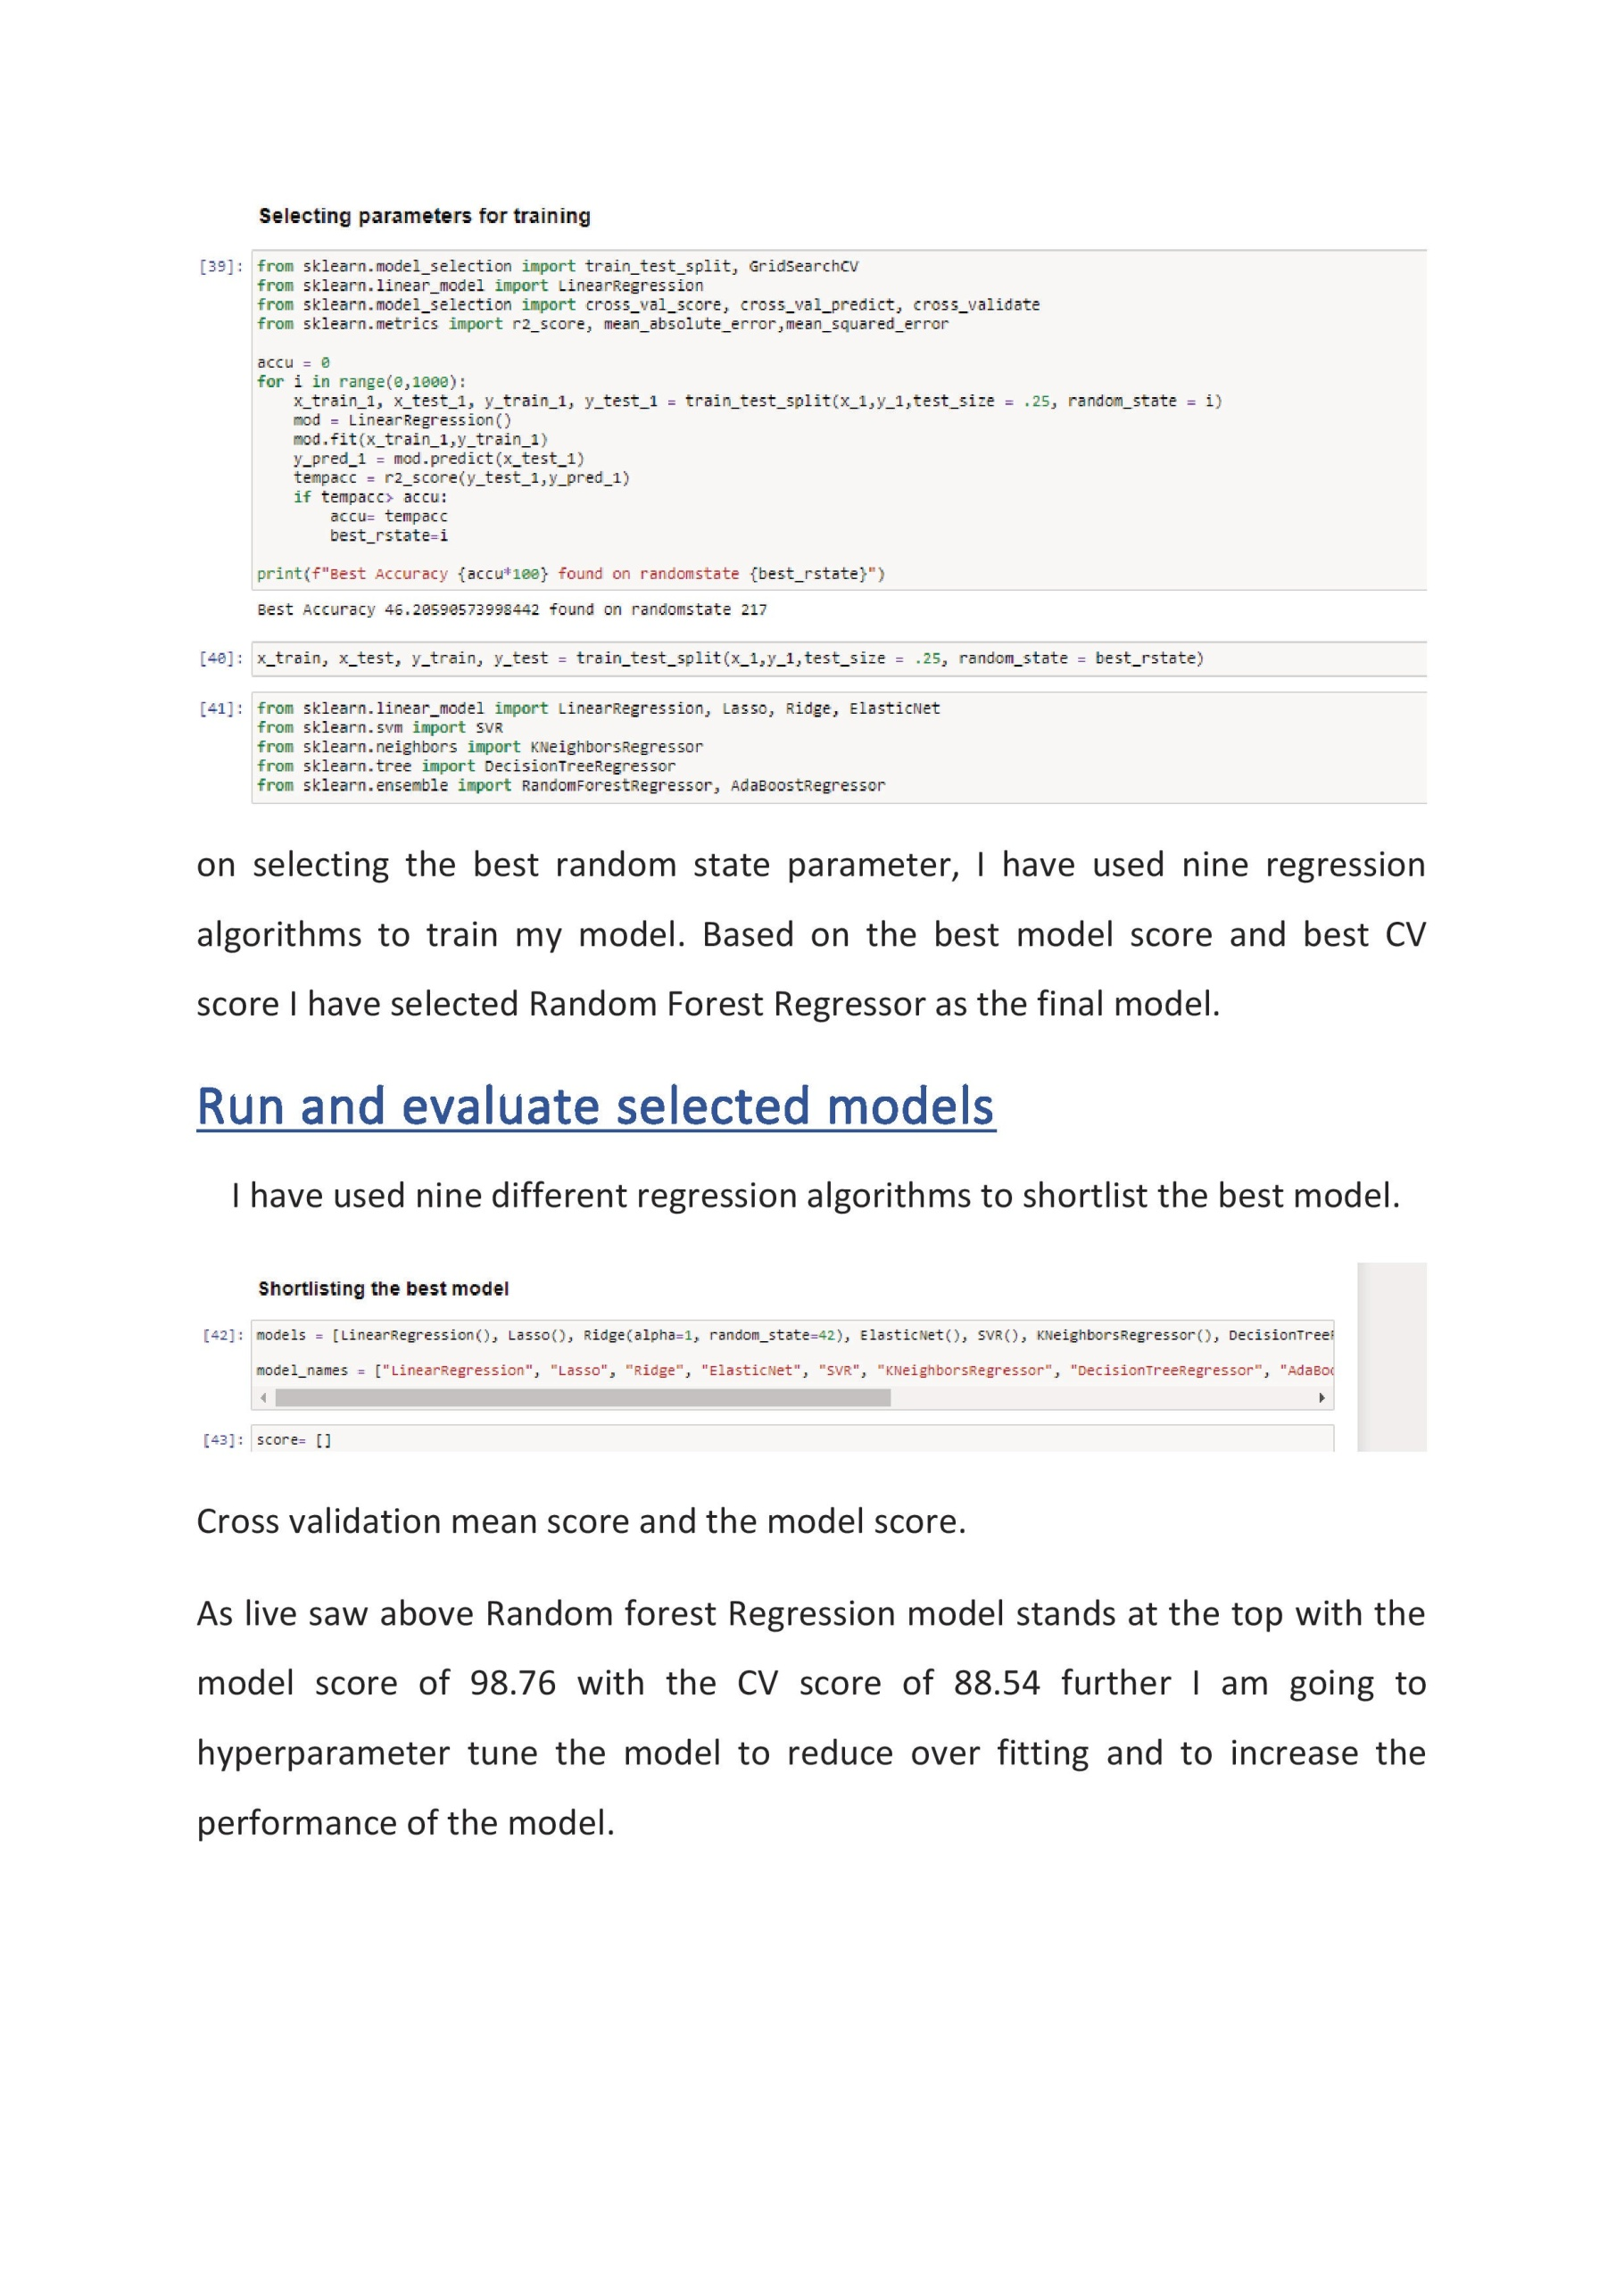 Selecting parameters for training
[39]: from sklearn.model_selection import train_test_split, GridSearchCV
from sklearn.linear_model import LinearRegression
from sklearn.model_selection import cross_val_score, cross_val_predict, cross_validate
from sklearn.metrics import r2_score, mean_absolute_error,mean_squared_error
accu = 0
for i in range(0,1000):
x_train_1, x_test_1, y_train_1, y_test_1 = train_test_split(x_1,y_1,test_size = .25, random_state = i)
mod = LinearRegression()
mod.fit(x_train_1,y_train_1)
y_pred_1 = mod.predict(x_test_1)
tempacc = r2_score(y_test_1,y_pred_1)
if tempacc> accu:
accu= tempacc
best_rstate=i
print(f"Best Accuracy {accu*100} found on randomstate {best_rstate}")
Best Accuracy 46.20590573998442 found on randomstate 217
[40]: x_train, x_test, y_train, y_test = train_test_split(x_1,y_1,test_size = .25, random_state = best_rstate)
[41]: from sklearn.linear_model import LinearRegression, Lasso, Ridge, ElasticNet
from sklearn.svm import SVR
from sklearn.neighbors import KNeighborsRegressor
from sklearn.tree import DecisionTreeRegressor
from sklearn.ensemble import RandomForestRegressor, AdaBoostRegressor
on selecting the best random state parameter, I have used nine regression
algorithms to train my model. Based on the best model score and best CV
score I have selected Random Forest Regressor as the final model.
Run and evaluate selected models
I have used nine different regression algorithms to shortlist the best model.
Shortlisting the best model
[42]: models = [LinearRegression(), Lasso(), Ridge(alpha=1, random_state=42), ElasticNet(), SVR(), KNeighborsRegressor(), DecisionTree
model_names = ["LinearRegression", "Lasso", "Ridge", "ElasticNet", "SVR", "KNeighborsRegressor", "DecisionTreeRegressor", "AdaBo
[43]: score= []
Cross validation mean score and the model score.
As live saw above Random forest Regression model stands at the top with the
model score of 98.76 with the CV score of 88.54 further I am going to
hyperparameter tune the model to reduce over fitting and to increase the
performance of the model.